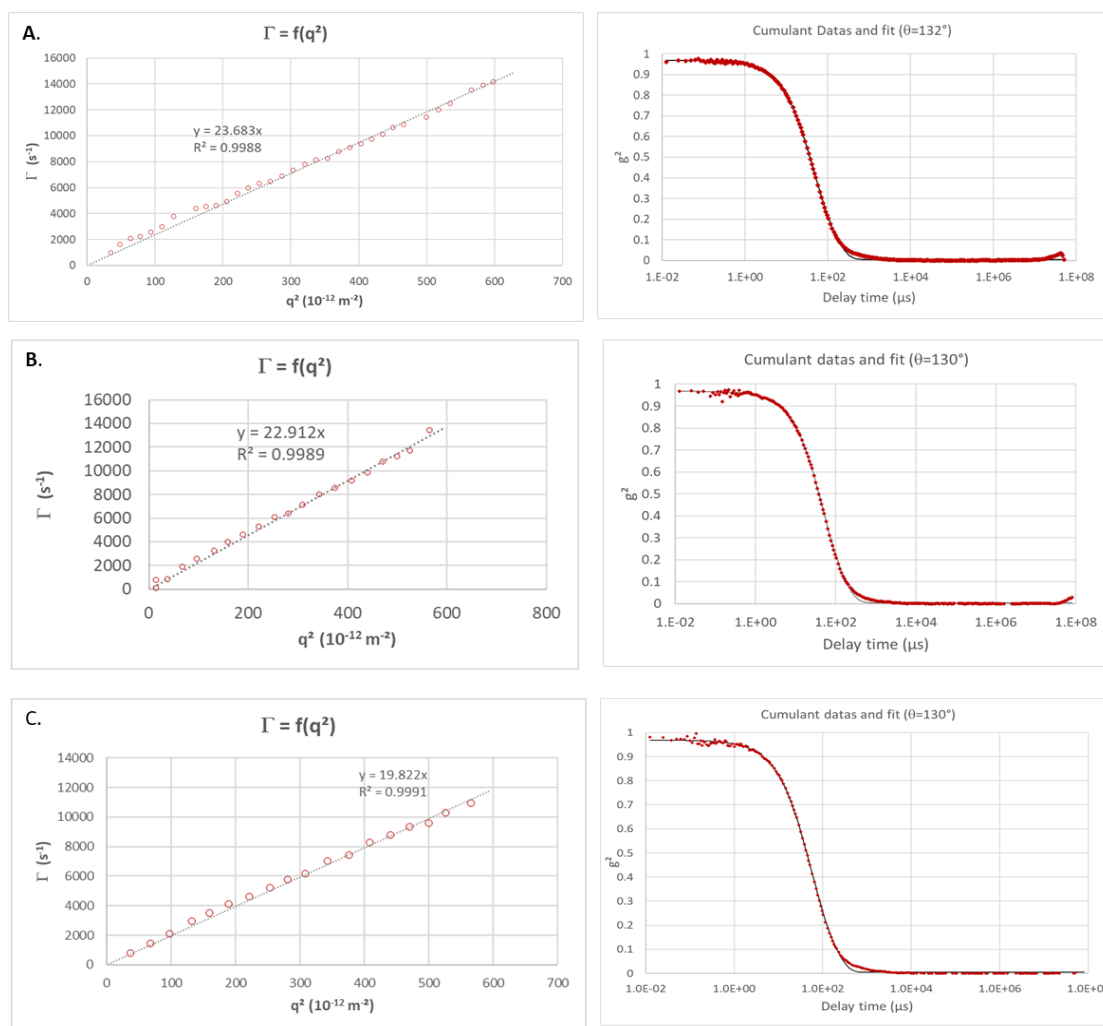 A.
Γ = f(q²)
16000
14000
12000
10000
8000
6000
4000
2000
0
Γ (s⁻¹)
y = 23.683x
R² = 0.9988
0 100 200 300 400 500 600 700
q² (10⁻¹² m⁻²)
Cumulant Datas and fit (θ=132°)
1
0.9
0.8
0.7
0.6
0.5
0.4
0.3
0.2
0.1
0
g²
1.E-02 1.E+00 1.E+02 1.E+04 1.E+06 1.E+08
Delay time (µs)
B.
Γ = f(q²)
16000
14000
12000
10000
8000
6000
4000
2000
0
Γ (s⁻¹)
y = 22.912x
R² = 0.9989
0 200 400 600 800
q² (10⁻¹² m⁻²)
Cumulant datas and fit (θ=130°)
1
0.9
0.8
0.7
0.6
0.5
0.4
0.3
0.2
0.1
0
g²
1.E-02 1.E+00 1.E+02 1.E+04 1.E+06 1.E+08
Delay time (µs)
C.
Γ = f(q²)
14000
12000
10000
8000
6000
4000
2000
0
Γ (s⁻¹)
y = 19.822x
R² = 0.9991
0 100 200 300 400 500 600 700
q² (10⁻¹² m⁻²)
Cumulant datas and fit (θ=130°)
1
0.9
0.8
0.7
0.6
0.5
0.4
0.3
0.2
0.1
0
g²
1.E-02 1.E+00 1.E+02 1.E+04 1.E+06 1.E+0
Delay time (µs)